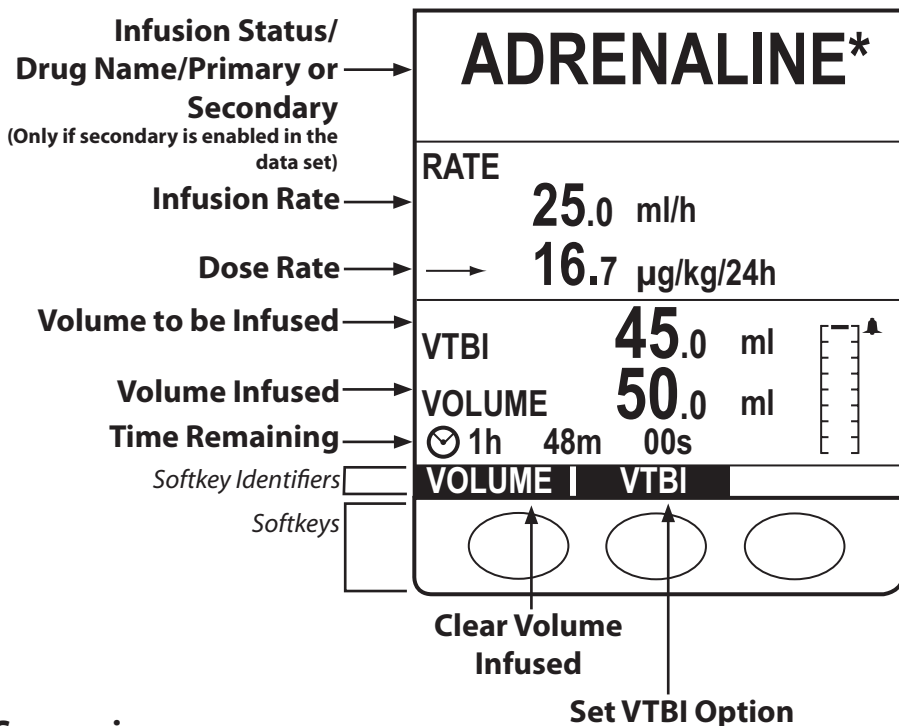 Infusion Status/
Drug Name/Primary or
Secondary
(Only if secondary is enabled in the
data set)
Infusion Rate
Dose Rate
Volume to be Infused
Volume Infused
Time Remaining
Softkey Identifiers
Softkeys
ADRENALINE*
RATE
25.0 ml/h
16.7 µg/kg/24h
VTBI 45.0 ml
VOLUME 50.0 ml
1h 48m 00s
VOLUME VTBI
Clear Volume
Infused
Set VTBI Option